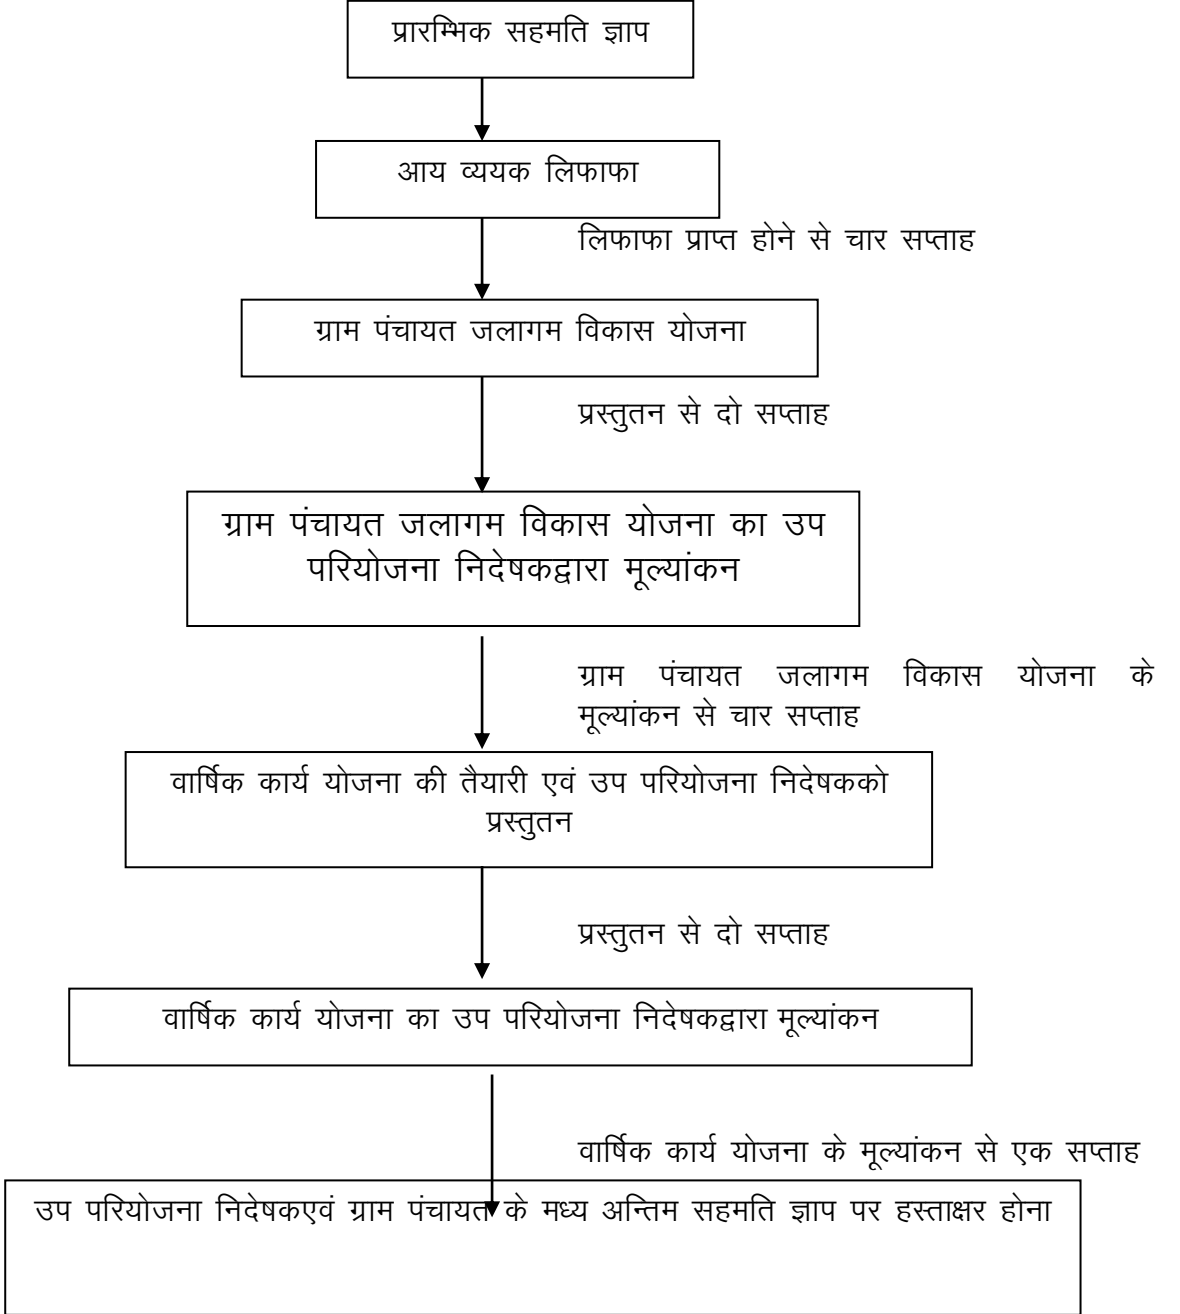 प्रारम्भिक सहमति ज्ञाप
आय व्ययक लिफाफा
लिफाफा प्राप्त होने से चार सप्ताह
ग्राम पंचायत जलागम विकास योजना
प्रस्तुतन से दो सप्ताह
ग्राम पंचायत जलागम विकास योजना का उप
परियोजना निदेषकद्वारा मूल्यांकन
ग्राम पंचायत जलागम विकास योजना के
मूल्यांकन से चार सप्ताह
वार्षिक कार्य योजना की तैयारी एवं उप परियोजना निदेषकको
प्रस्तुतन
प्रस्तुतन से दो सप्ताह
वार्षिक कार्य योजना का उप परियोजना निदेषकद्वारा मूल्यांकन
वार्षिक कार्य योजना के मूल्यांकन से एक सप्ताह
उप परियोजना निदेषकएवं ग्राम पंचायत के मध्य अन्तिम सहमति ज्ञाप पर हस्ताक्षर होना